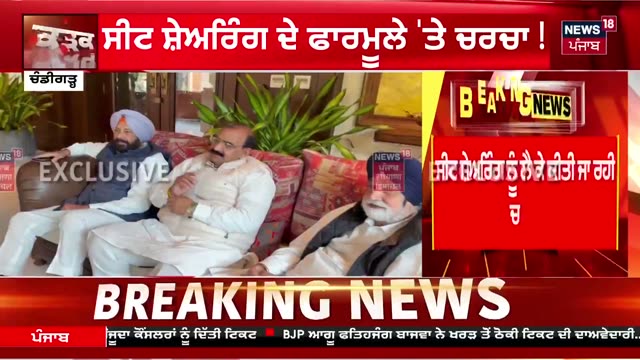 ਕੜਕ ਸੀਟ ਸ਼ੇਅਰਿੰਗ ਦੇ ਫਾਰਮੂਲੇ 'ਤੇ ਚਰਚਾ !
NEWS 18
ਪੰਜਾਬ
ਚੰਡੀਗੜ੍ਹ
BREAKING
NEWS
EXCLUSIVE
ਸੀਟ ਸ਼ੇਅਰਿੰਗ ਨੂੰ ਲੈ ਕੇ ਕੀਤੀ ਜਾ ਰਹੀ
ਚ
BREAKING NEWS
ਪੰਜਾਬ ਜੂਦਾ ਕੌਂਸਲਰਾਂ ਨੂੰ ਦਿੱਤੀ ਟਿਕਟ • BJP ਆਗੂ ਫਤਿਹਜੰਗ ਬਾਜਵਾ ਨੇ ਖਰੜ ਤੋਂ ਠੋਕੀ ਟਿਕਟ ਦੀ ਦਾਅਵੇਦਾਰੀ..